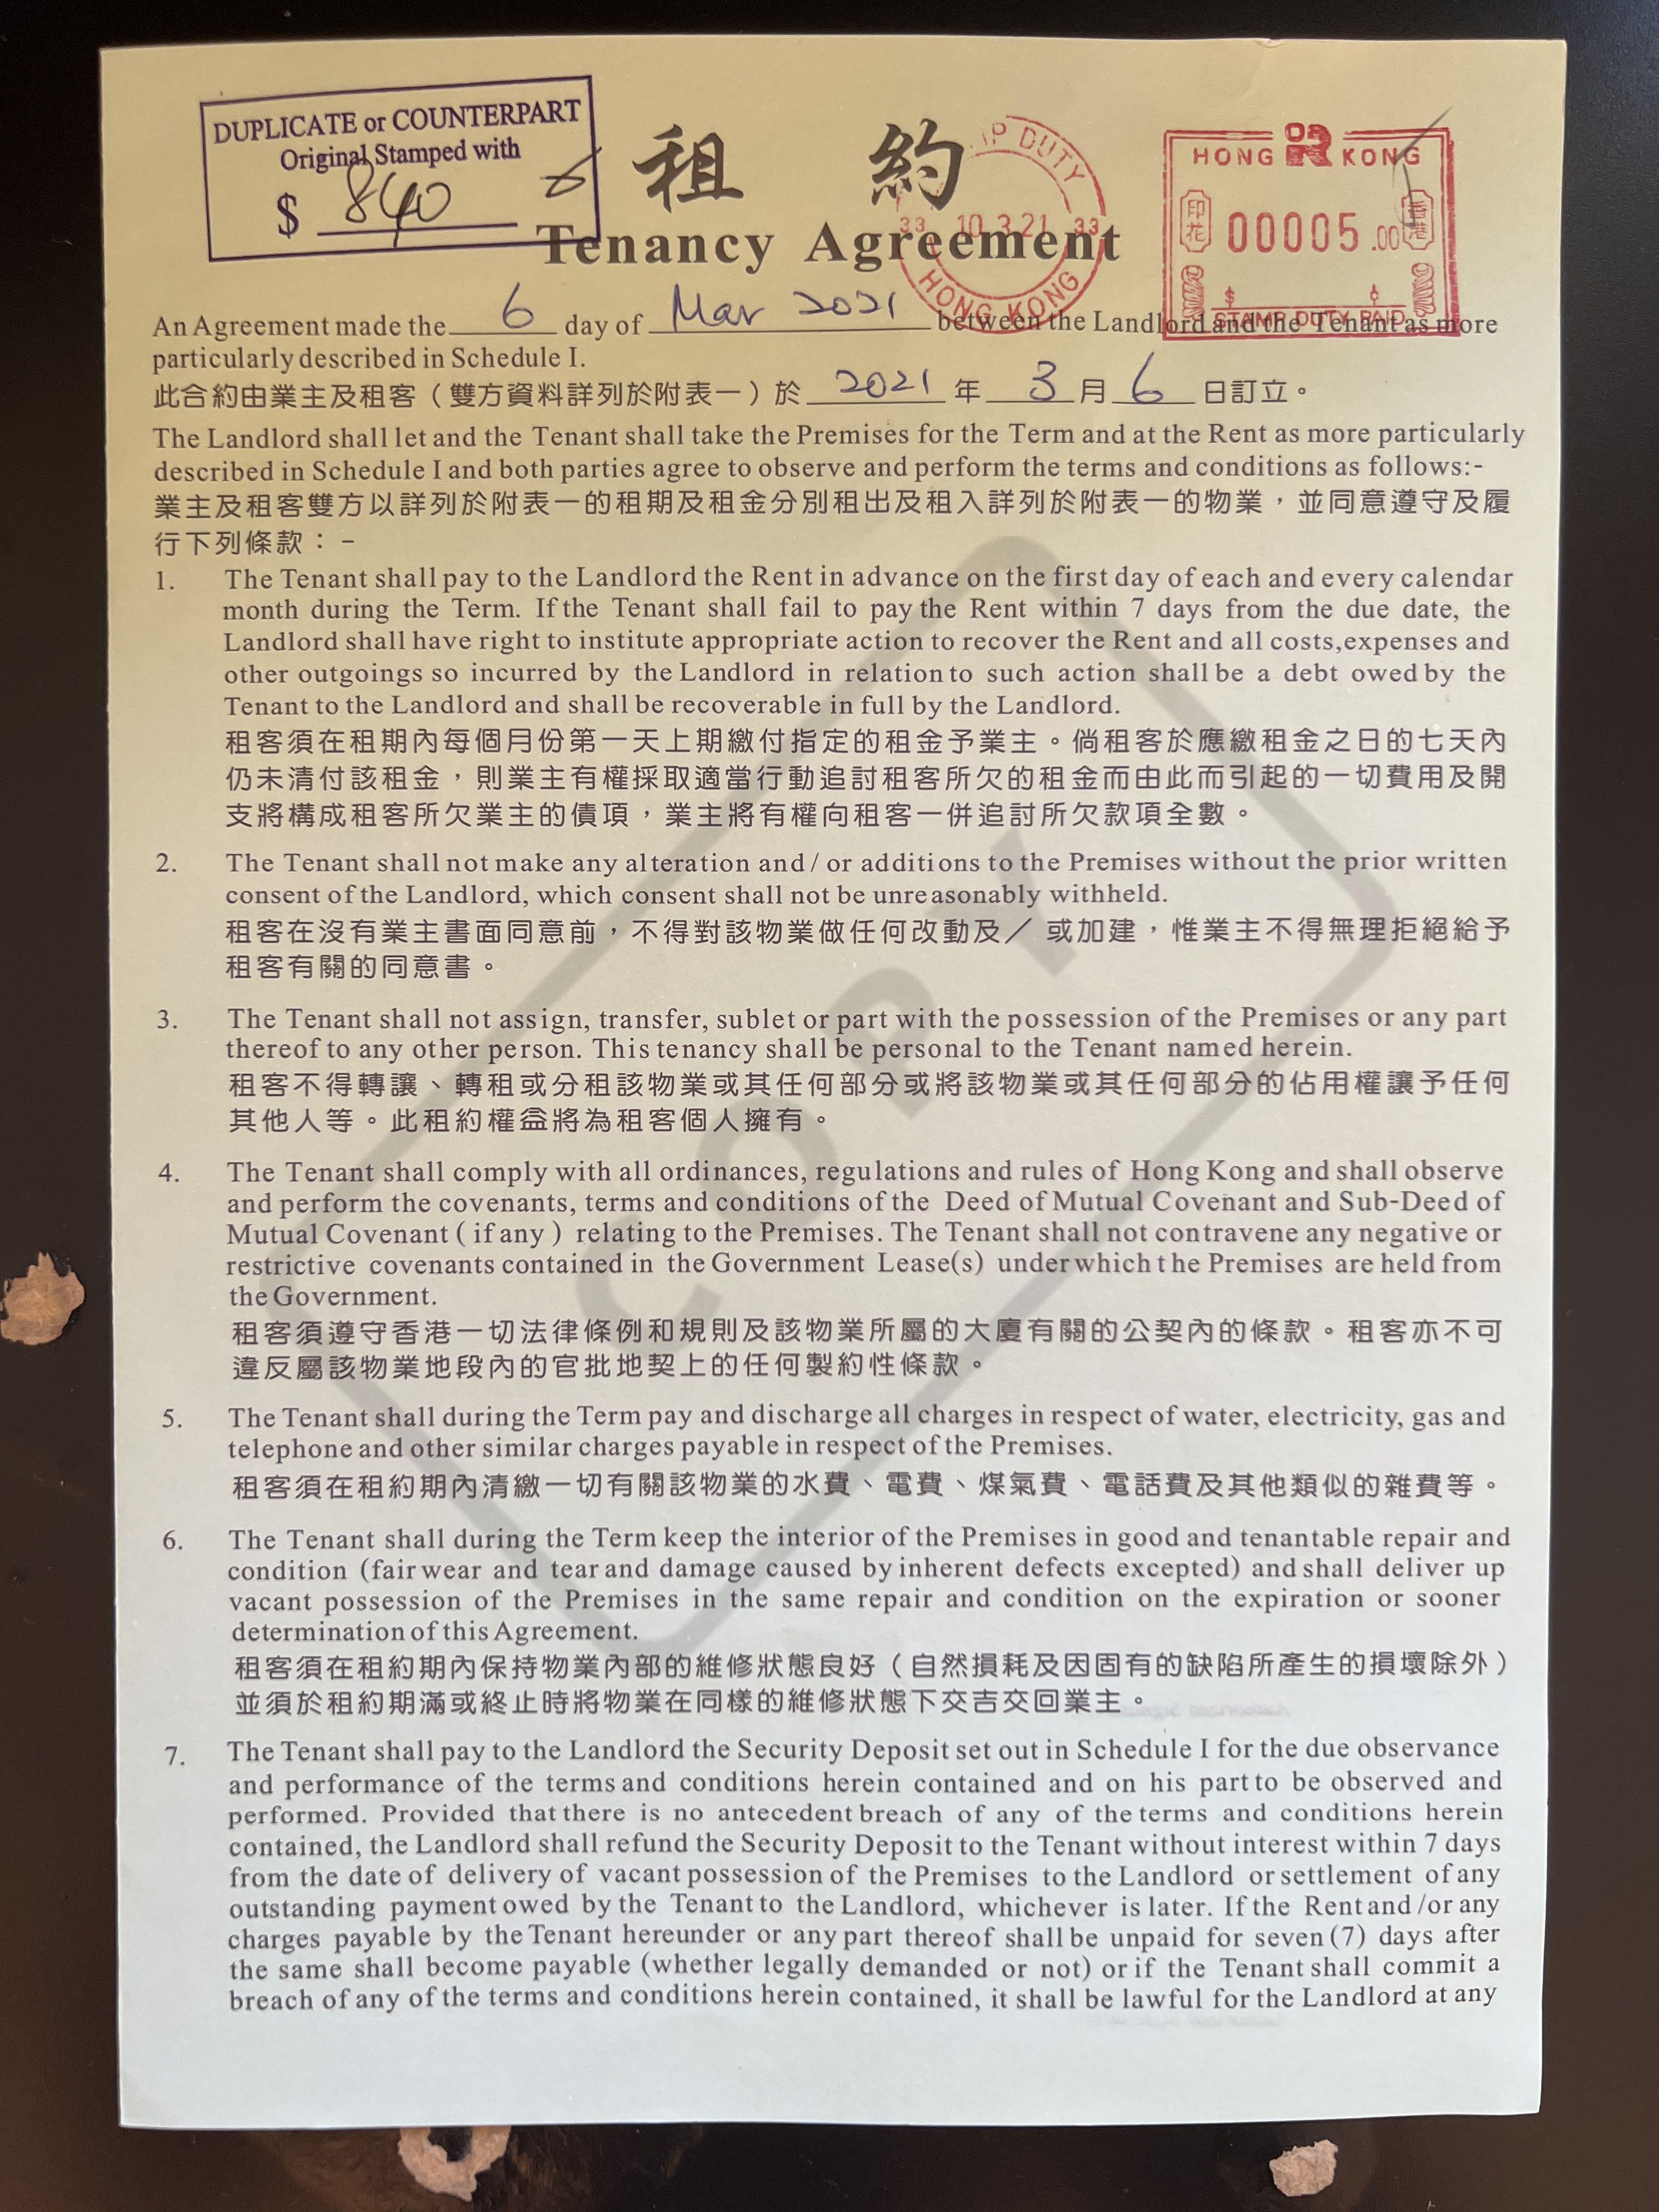 DUPLICATE or COUNTERPART
Original Stamped with
$ 840
租約
Tenancy Agreement
IP DUTY
33 10.3.21 33
HONG KONG
HONG KONG
印花 00005.00 香港
$ ¢
STAMP DUTY PAID
An Agreement made the 6 day of Mar 2021 between the Landlord and the Tenant as more
particularly described in Schedule I.
此合約由業主及租客（雙方資料詳列於附表一）於 2021 年 3 月 6 日訂立。
The Landlord shall let and the Tenant shall take the Premises for the Term and at the Rent as more particularly
described in Schedule I and both parties agree to observe and perform the terms and conditions as follows:-
業主及租客雙方以詳列於附表一的租期及租金分別租出及租入詳列於附表一的物業，並同意遵守及履
行下列條款：–
1. The Tenant shall pay to the Landlord the Rent in advance on the first day of each and every calendar
month during the Term. If the Tenant shall fail to pay the Rent within 7 days from the due date, the
Landlord shall have right to institute appropriate action to recover the Rent and all costs,expenses and
other outgoings so incurred by the Landlord in relation to such action shall be a debt owed by the
Tenant to the Landlord and shall be recoverable in full by the Landlord.
租客須在租期內每個月份第一天上期繳付指定的租金予業主。倘租客於應繳租金之日的七天內
仍未清付該租金，則業主有權採取適當行動追討租客所欠的租金而由此而引起的一切費用及開
支將構成租客所欠業主的債項，業主將有權向租客一併追討所欠款項全數。
2. The Tenant shall not make any alteration and / or additions to the Premises without the prior written
consent of the Landlord, which consent shall not be unreasonably withheld.
租客在沒有業主書面同意前，不得對該物業做任何改動及／ 或加建，惟業主不得無理拒絕給予
租客有關的同意書。
3. The Tenant shall not assign, transfer, sublet or part with the possession of the Premises or any part
thereof to any other person. This tenancy shall be personal to the Tenant named herein.
租客不得轉讓、轉租或分租該物業或其任何部分或將該物業或其任何部分的佔用權讓予任何
其他人等。此租約權益將為租客個人擁有。
4. The Tenant shall comply with all ordinances, regulations and rules of Hong Kong and shall observe
and perform the covenants, terms and conditions of the Deed of Mutual Covenant and Sub-Deed of
Mutual Covenant ( if any ) relating to the Premises. The Tenant shall not contravene any negative or
restrictive covenants contained in the Government Lease(s) under which the Premises are held from
the Government.
租客須遵守香港一切法律條例和規則及該物業所屬的大廈有關的公契內的條款。租客亦不可
違反屬該物業地段內的官批地契上的任何製約性條款。
5. The Tenant shall during the Term pay and discharge all charges in respect of water, electricity, gas and
telephone and other similar charges payable in respect of the Premises.
租客須在租約期內清繳一切有關該物業的水費、電費、煤氣費、電話費及其他類似的雜費等。
6. The Tenant shall during the Term keep the interior of the Premises in good and tenantable repair and
condition (fair wear and tear and damage caused by inherent defects excepted) and shall deliver up
vacant possession of the Premises in the same repair and condition on the expiration or sooner
determination of this Agreement.
租客須在租約期內保持物業內部的維修狀態良好（自然損耗及因固有的缺陷所產生的損壞除外）
並須於租約期滿或終止時將物業在同樣的維修狀態下交吉交回業主。
7. The Tenant shall pay to the Landlord the Security Deposit set out in Schedule I for the due observance
and performance of the terms and conditions herein contained and on his part to be observed and
performed. Provided that there is no antecedent breach of any of the terms and conditions herein
contained, the Landlord shall refund the Security Deposit to the Tenant without interest within 7 days
from the date of delivery of vacant possession of the Premises to the Landlord or settlement of any
outstanding payment owed by the Tenant to the Landlord, whichever is later. If the Rent and /or any
charges payable by the Tenant hereunder or any part thereof shall be unpaid for seven (7) days after
the same shall become payable (whether legally demanded or not) or if the Tenant shall commit a
breach of any of the terms and conditions herein contained, it shall be lawful for the Landlord at any
COPY